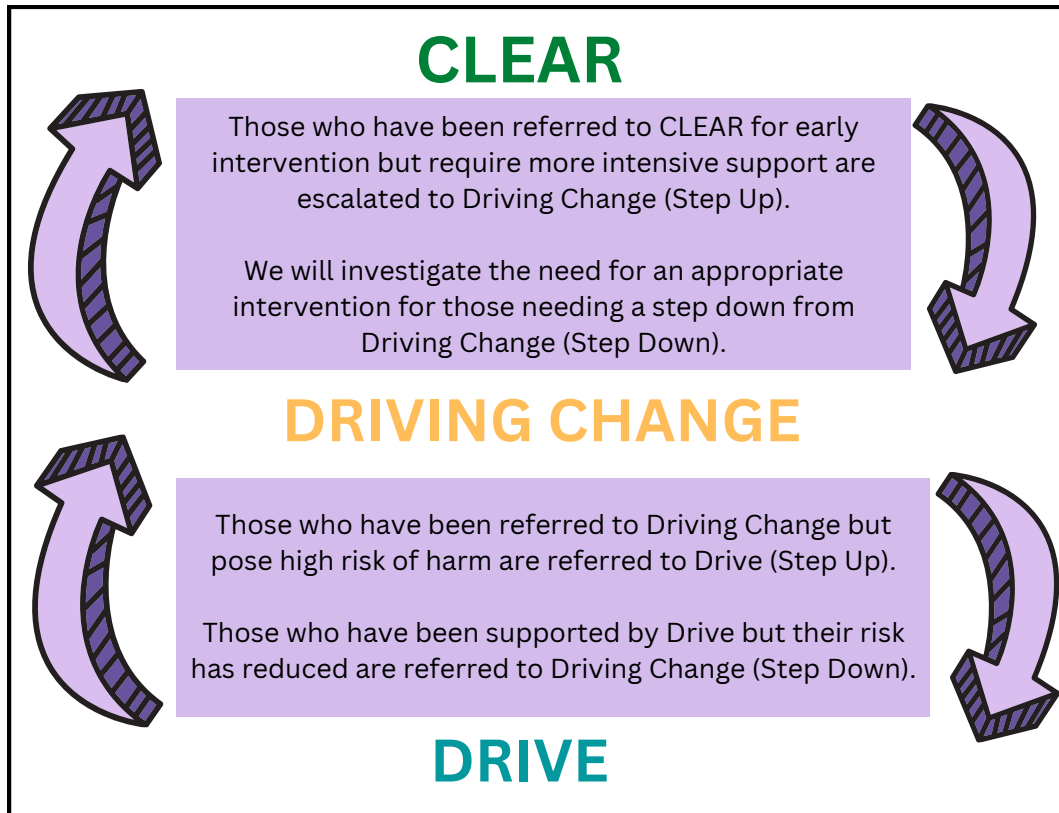 CLEAR
Those who have been referred to CLEAR for early
intervention but require more intensive support are
escalated to Driving Change (Step Up).
We will investigate the need for an appropriate
intervention for those needing a step down from
Driving Change (Step Down).
DRIVING CHANGE
Those who have been referred to Driving Change but
pose high risk of harm are referred to Drive (Step Up).
Those who have been supported by Drive but their risk
has reduced are referred to Driving Change (Step Down).
DRIVE